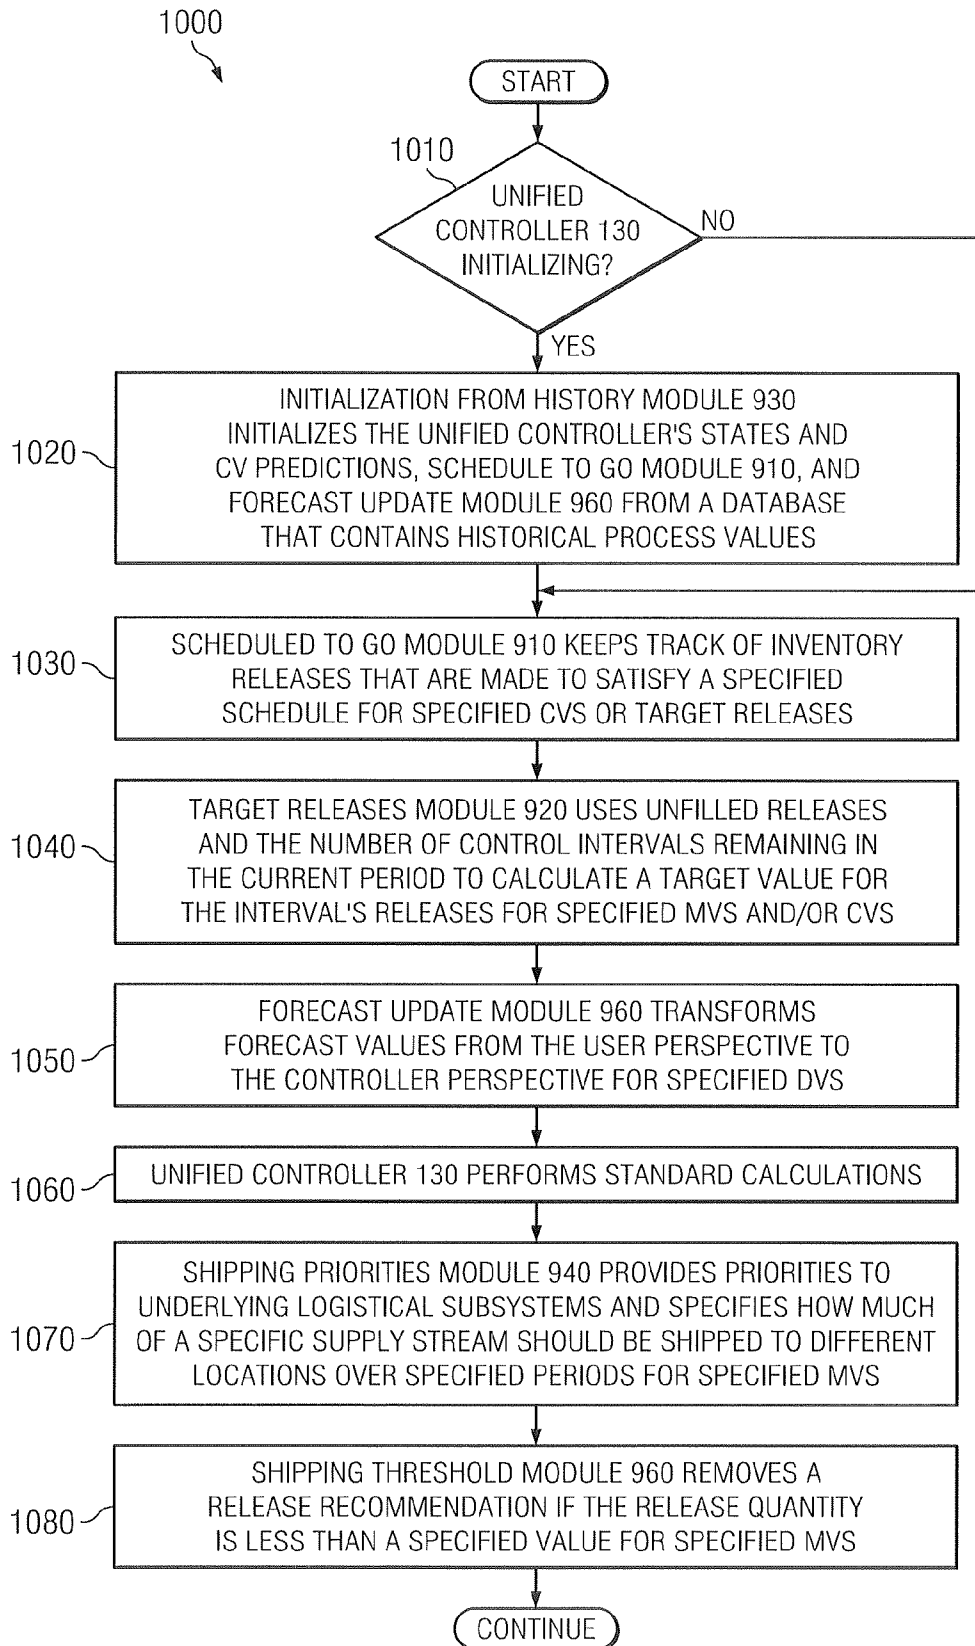 1000
START
1010
UNIFIED
CONTROLLER 130
INITIALIZING?
NO
YES
1020
INITIALIZATION FROM HISTORY MODULE 930
INITIALIZES THE UNIFIED CONTROLLER'S STATES AND
CV PREDICTIONS, SCHEDULE TO GO MODULE 910, AND
FORECAST UPDATE MODULE 960 FROM A DATABASE
THAT CONTAINS HISTORICAL PROCESS VALUES
1030
SCHEDULED TO GO MODULE 910 KEEPS TRACK OF INVENTORY
RELEASES THAT ARE MADE TO SATISFY A SPECIFIED
SCHEDULE FOR SPECIFIED CVS OR TARGET RELEASES
1040
TARGET RELEASES MODULE 920 USES UNFILLED RELEASES
AND THE NUMBER OF CONTROL INTERVALS REMAINING IN
THE CURRENT PERIOD TO CALCULATE A TARGET VALUE FOR
THE INTERVAL'S RELEASES FOR SPECIFIED MVS AND/OR CVS
1050
FORECAST UPDATE MODULE 960 TRANSFORMS
FORECAST VALUES FROM THE USER PERSPECTIVE TO
THE CONTROLLER PERSPECTIVE FOR SPECIFIED DVS
1060
UNIFIED CONTROLLER 130 PERFORMS STANDARD CALCULATIONS
1070
SHIPPING PRIORITIES MODULE 940 PROVIDES PRIORITIES TO
UNDERLYING LOGISTICAL SUBSYSTEMS AND SPECIFIES HOW MUCH
OF A SPECIFIC SUPPLY STREAM SHOULD BE SHIPPED TO DIFFERENT
LOCATIONS OVER SPECIFIED PERIODS FOR SPECIFIED MVS
1080
SHIPPING THRESHOLD MODULE 960 REMOVES A
RELEASE RECOMMENDATION IF THE RELEASE QUANTITY
IS LESS THAN A SPECIFIED VALUE FOR SPECIFIED MVS
CONTINUE